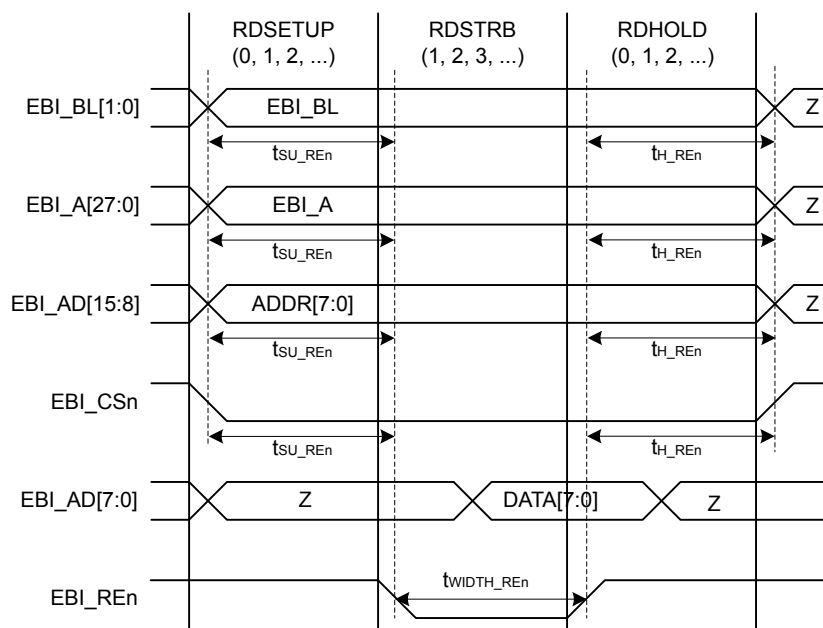 RDSETUP
(0, 1, 2, ...)
RDSTRB
(1, 2, 3, ...)
RDHOLD
(0, 1, 2, ...)
EBI_BL[1:0]
EBI_BL
Z
tSU_REn
tH_REn
EBI_A[27:0]
EBI_A
Z
tSU_REn
tH_REn
EBI_AD[15:8]
ADDR[7:0]
Z
tSU_REn
tH_REn
EBI_CSn
tSU_REn
tH_REn
EBI_AD[7:0]
Z
DATA[7:0]
Z
EBI_REn
tWIDTH_REn